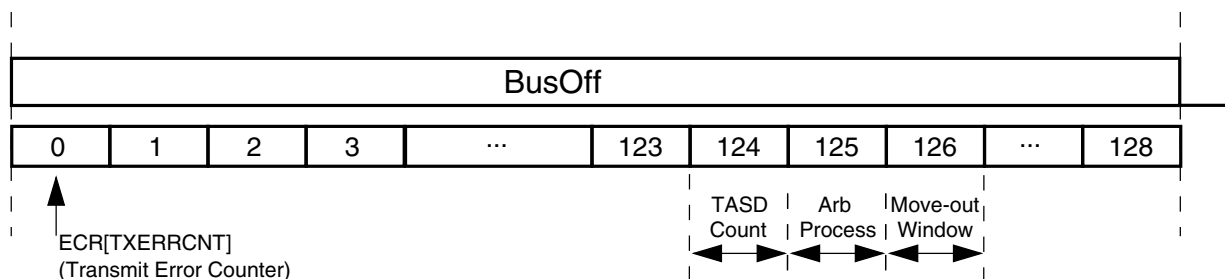 BusOff
0 1 2 3 ... 123 124 125 126 ... 128
TASD Arb Move-out
Count Process Window
ECR[TXERRCNT]
(Transmit Error Counter)